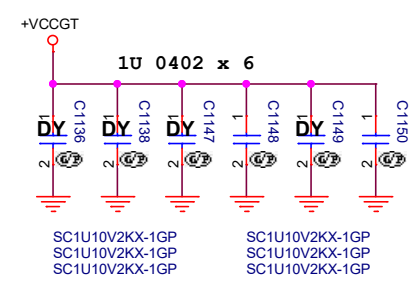 +VCCGT
1U 0402 x 6
DY 1 2 C1136 G/P
DY 1 2 C1138 G/P
DY 1 2 C1147 G/P
1 2 C1148 G/P
DY 1 2 C1149 G/P
1 2 C1150 G/P
SC1U10V2KX-1GP SC1U10V2KX-1GP
SC1U10V2KX-1GP SC1U10V2KX-1GP
SC1U10V2KX-1GP SC1U10V2KX-1GP